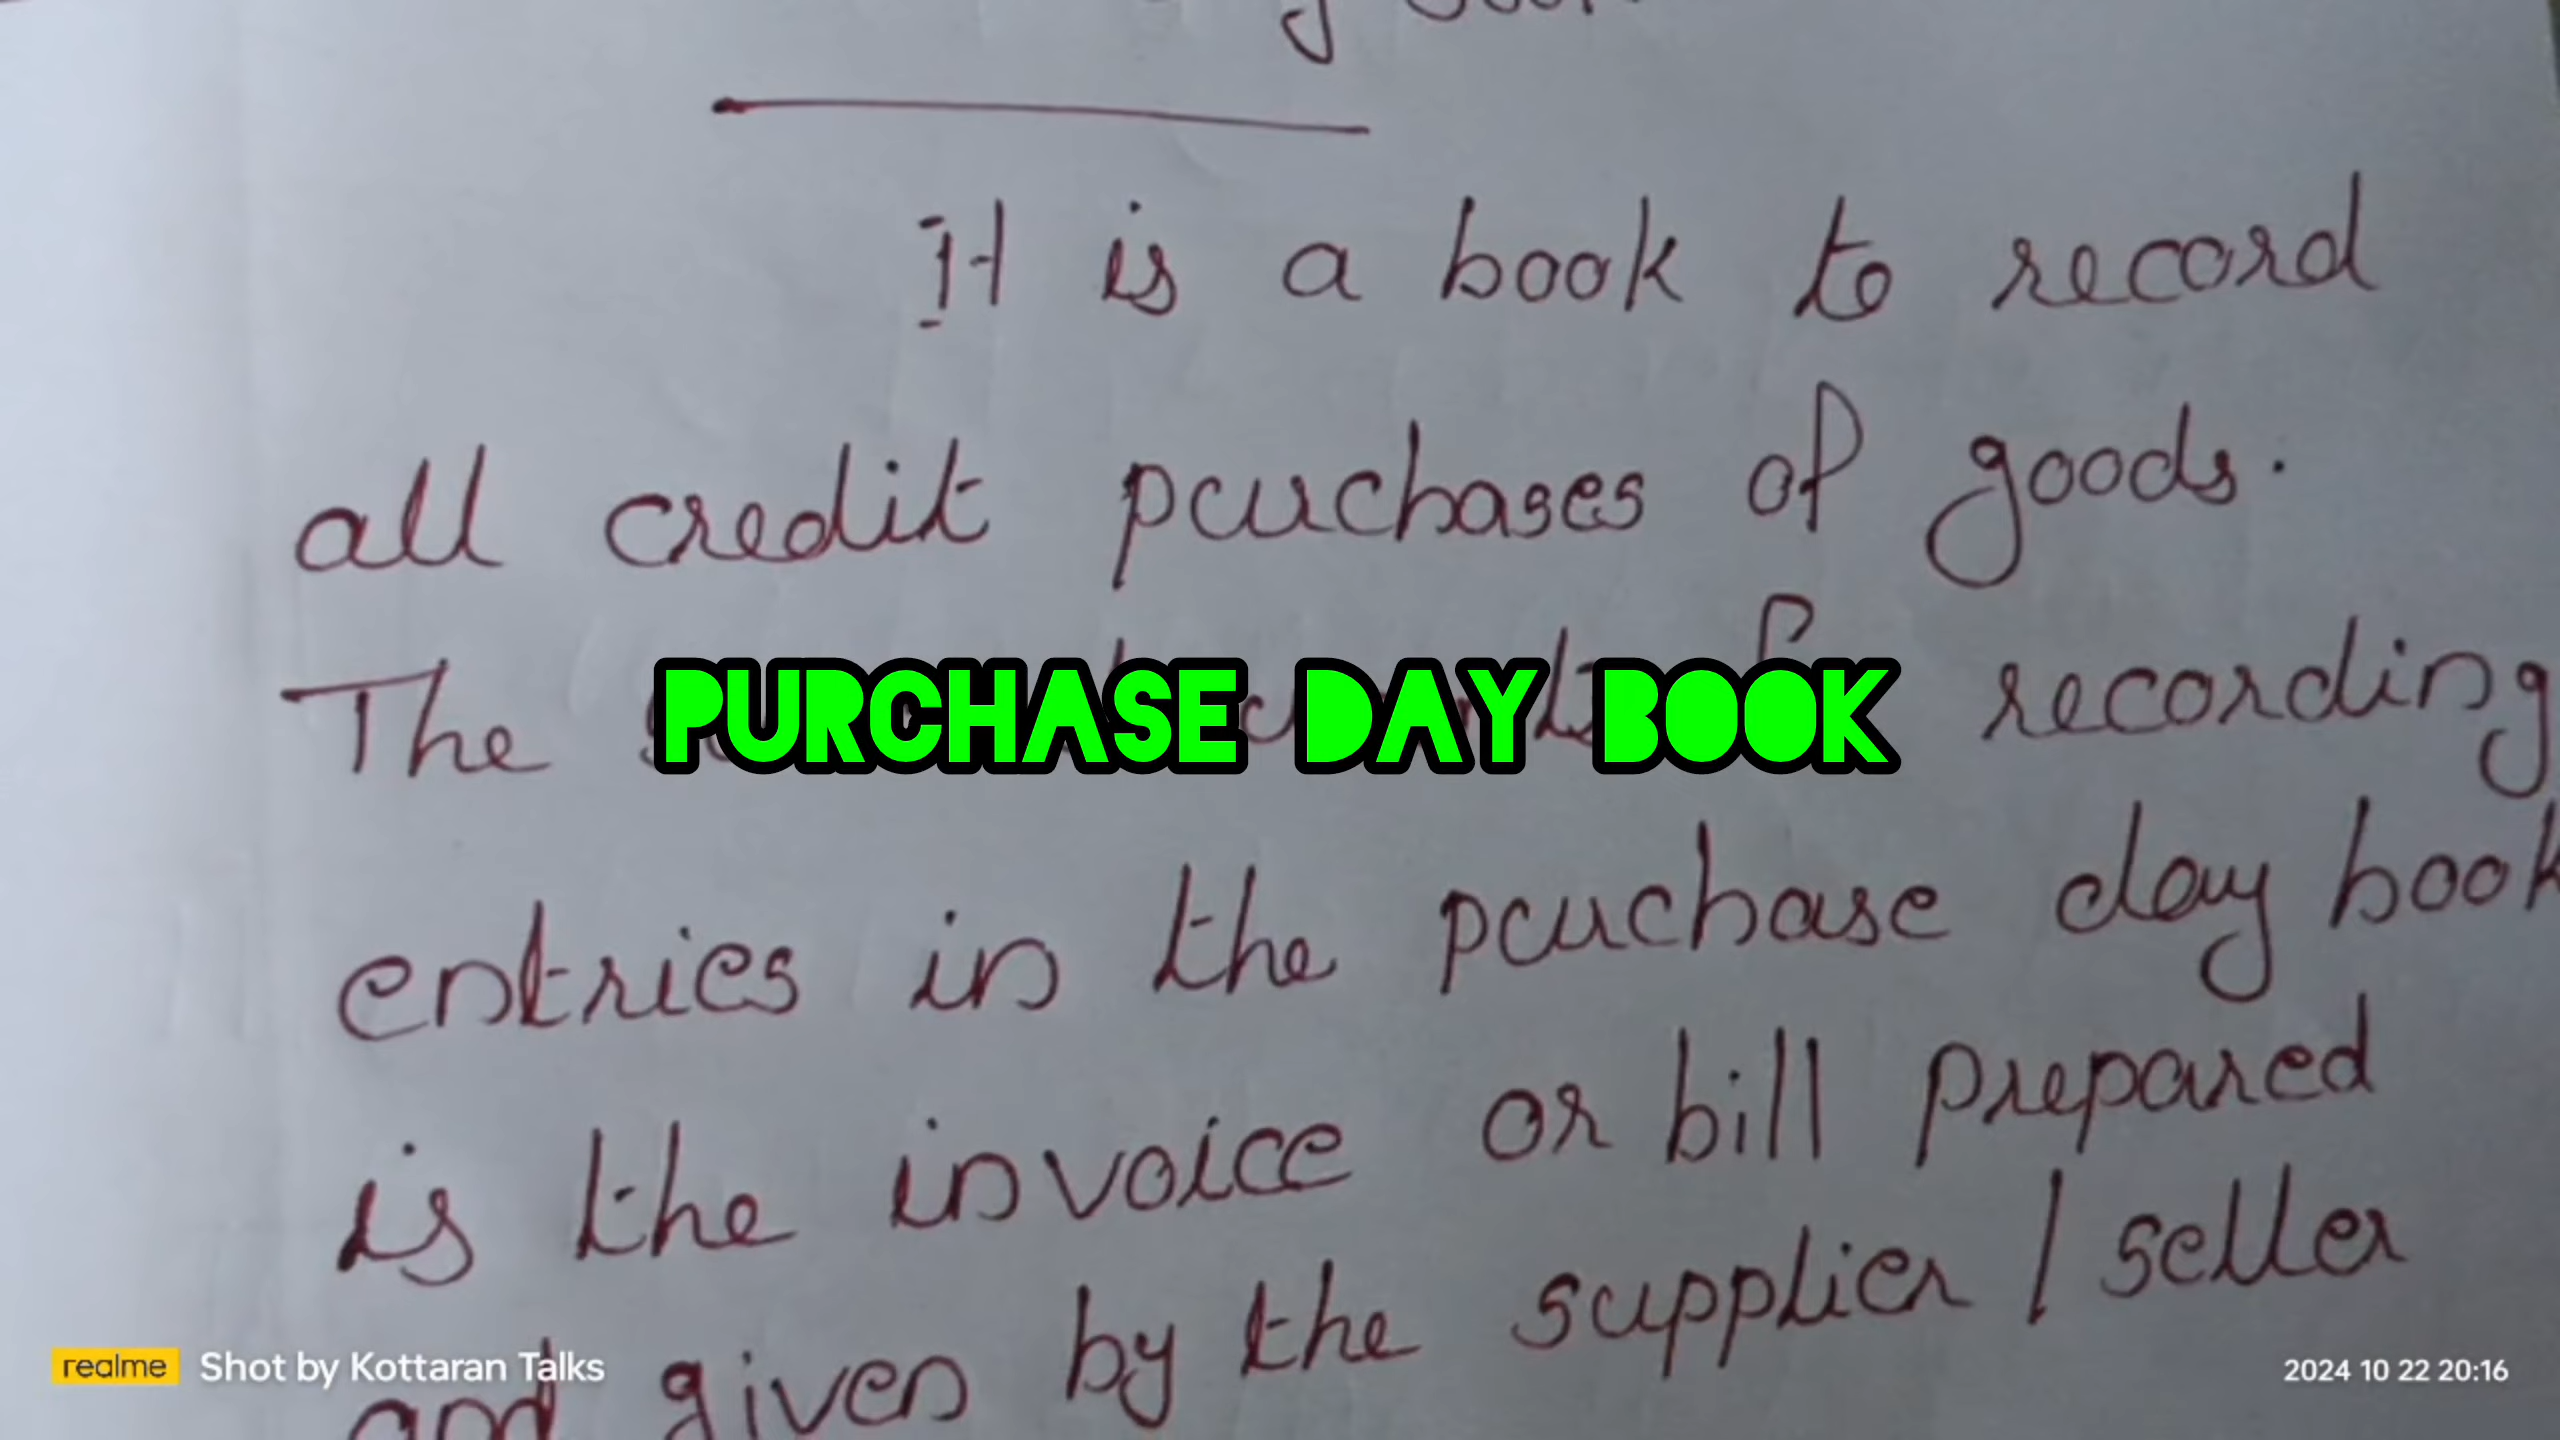 It is a book to record
all credit purchases of goods.
The
recording
PURCHASE DAY BOOK
entries in the purchase day book
is the invoice or bill prepared
and given by the supplier / seller
realme Shot by Kottaran Talks
2024 10 22 20:16